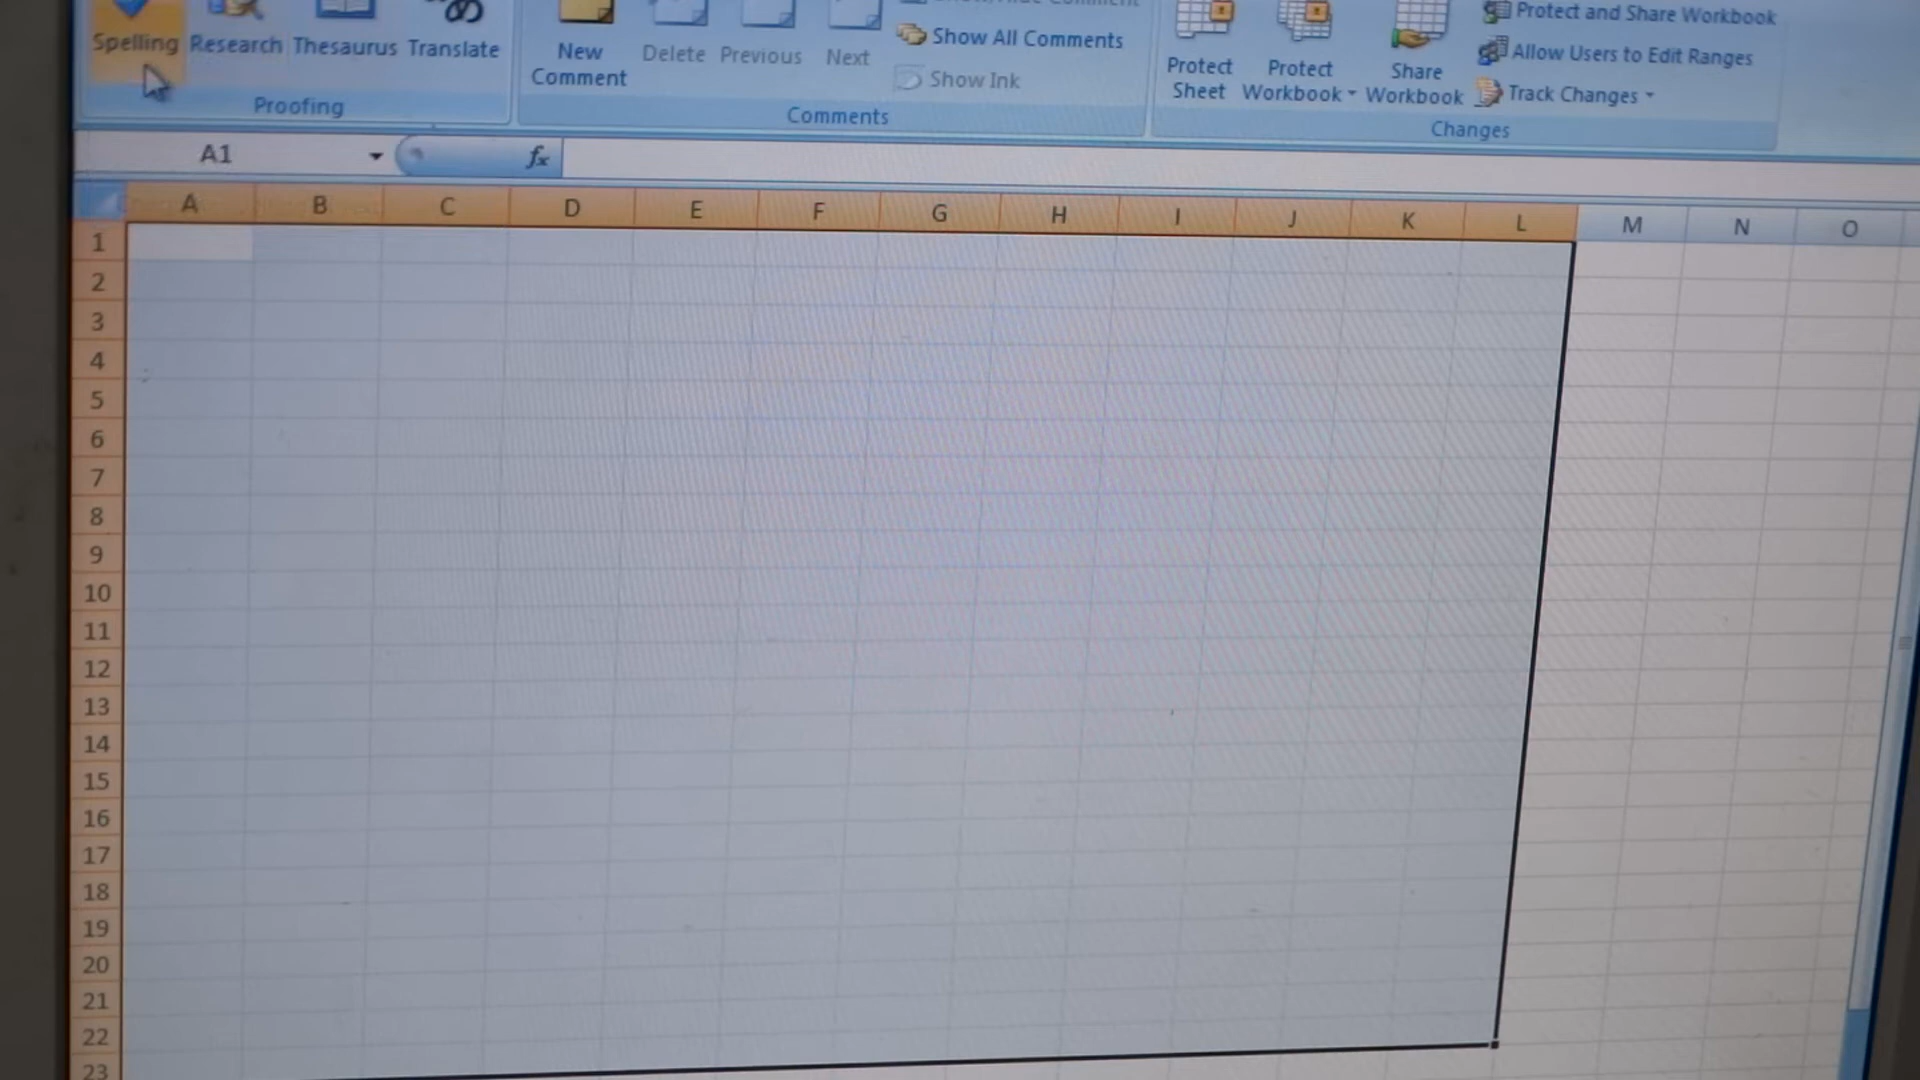 Protect and Share Workbook
Spelling Research Thesaurus Translate
New Comment
Delete Previous Next
Show All Comments
Show Ink
Protect Sheet
Protect Workbook
Share Workbook
Allow Users to Edit Ranges
Track Changes
Proofing
Comments
Changes
A1
fx
A B C D E F G H I J K L M N O
1
2
3
4
5
6
7
8
9
10
11
12
13
14
15
16
17
18
19
20
21
22
23